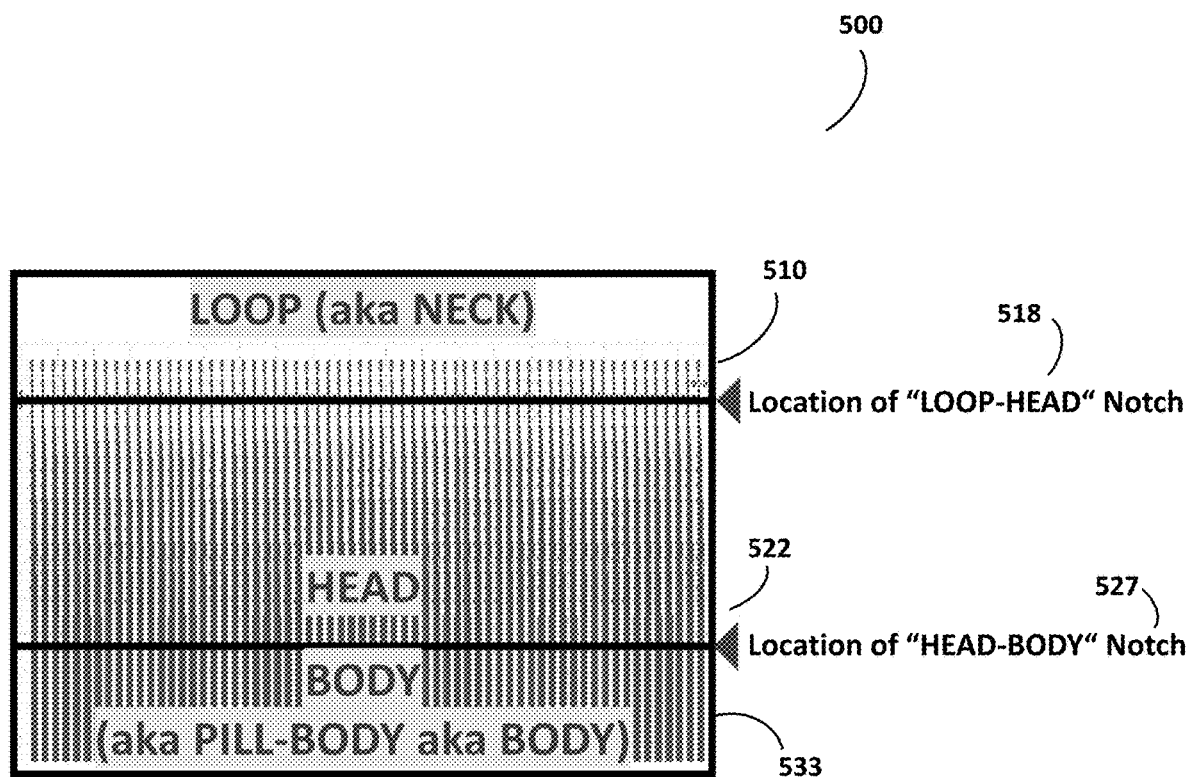 500
LOOP (aka NECK)
510
518
Location of “LOOP-HEAD“ Notch
HEAD
522
527
Location of “HEAD-BODY“ Notch
BODY
(aka PILL-BODY aka BODY)
533